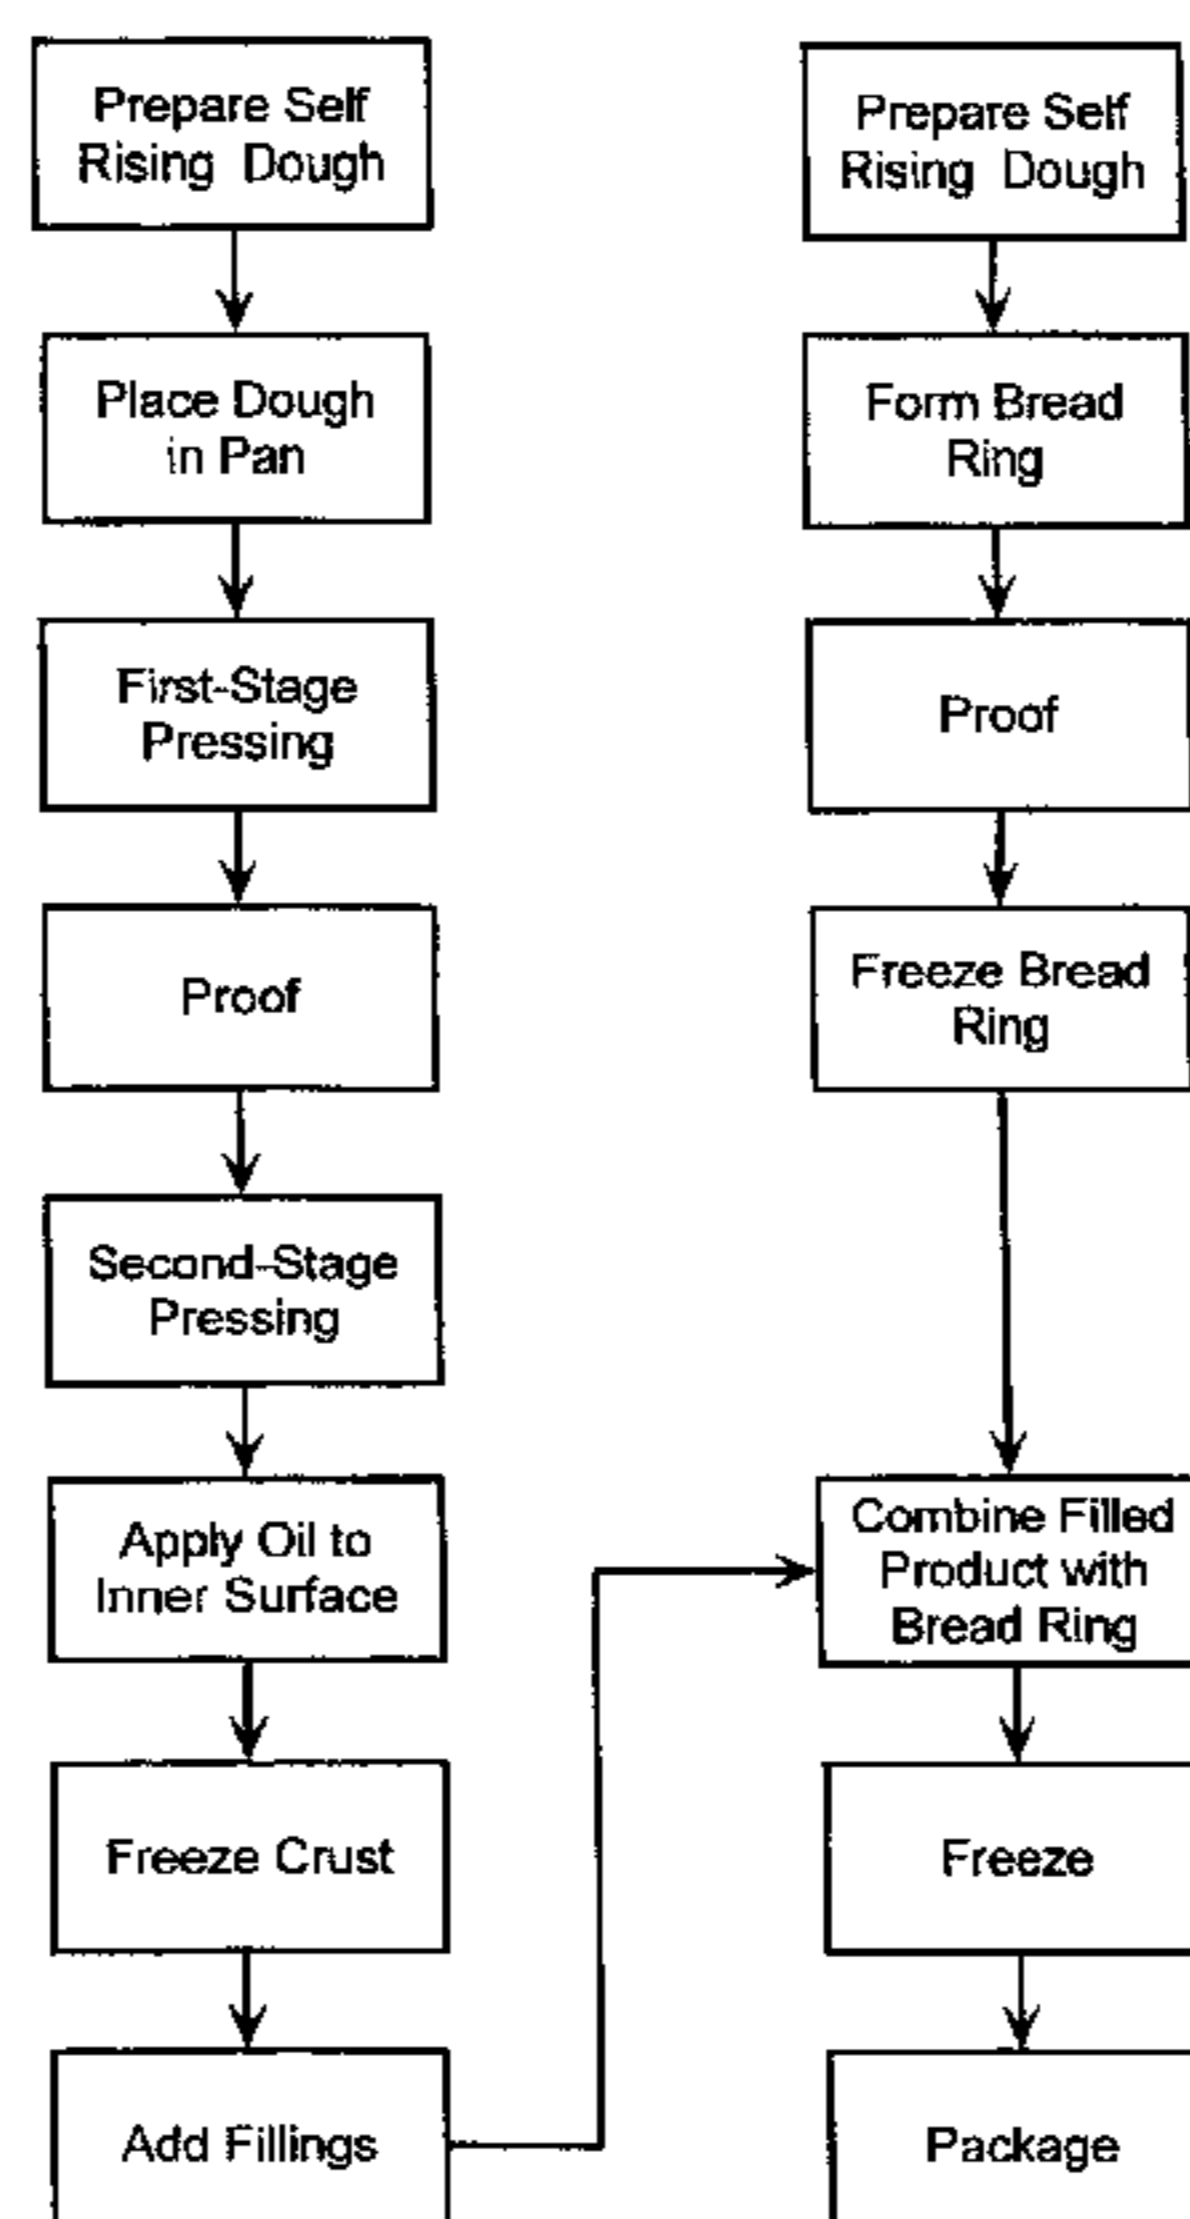 Prepare Self
Rising Dough
Place Dough
in Pan
First-Stage
Pressing
Proof
Second-Stage
Pressing
Apply Oil to
Inner Surface
Freeze Crust
Add Fillings
Prepare Self
Rising Dough
Form Bread
Ring
Proof
Freeze Bread
Ring
Combine Filled
Product with
Bread Ring
Freeze
Package